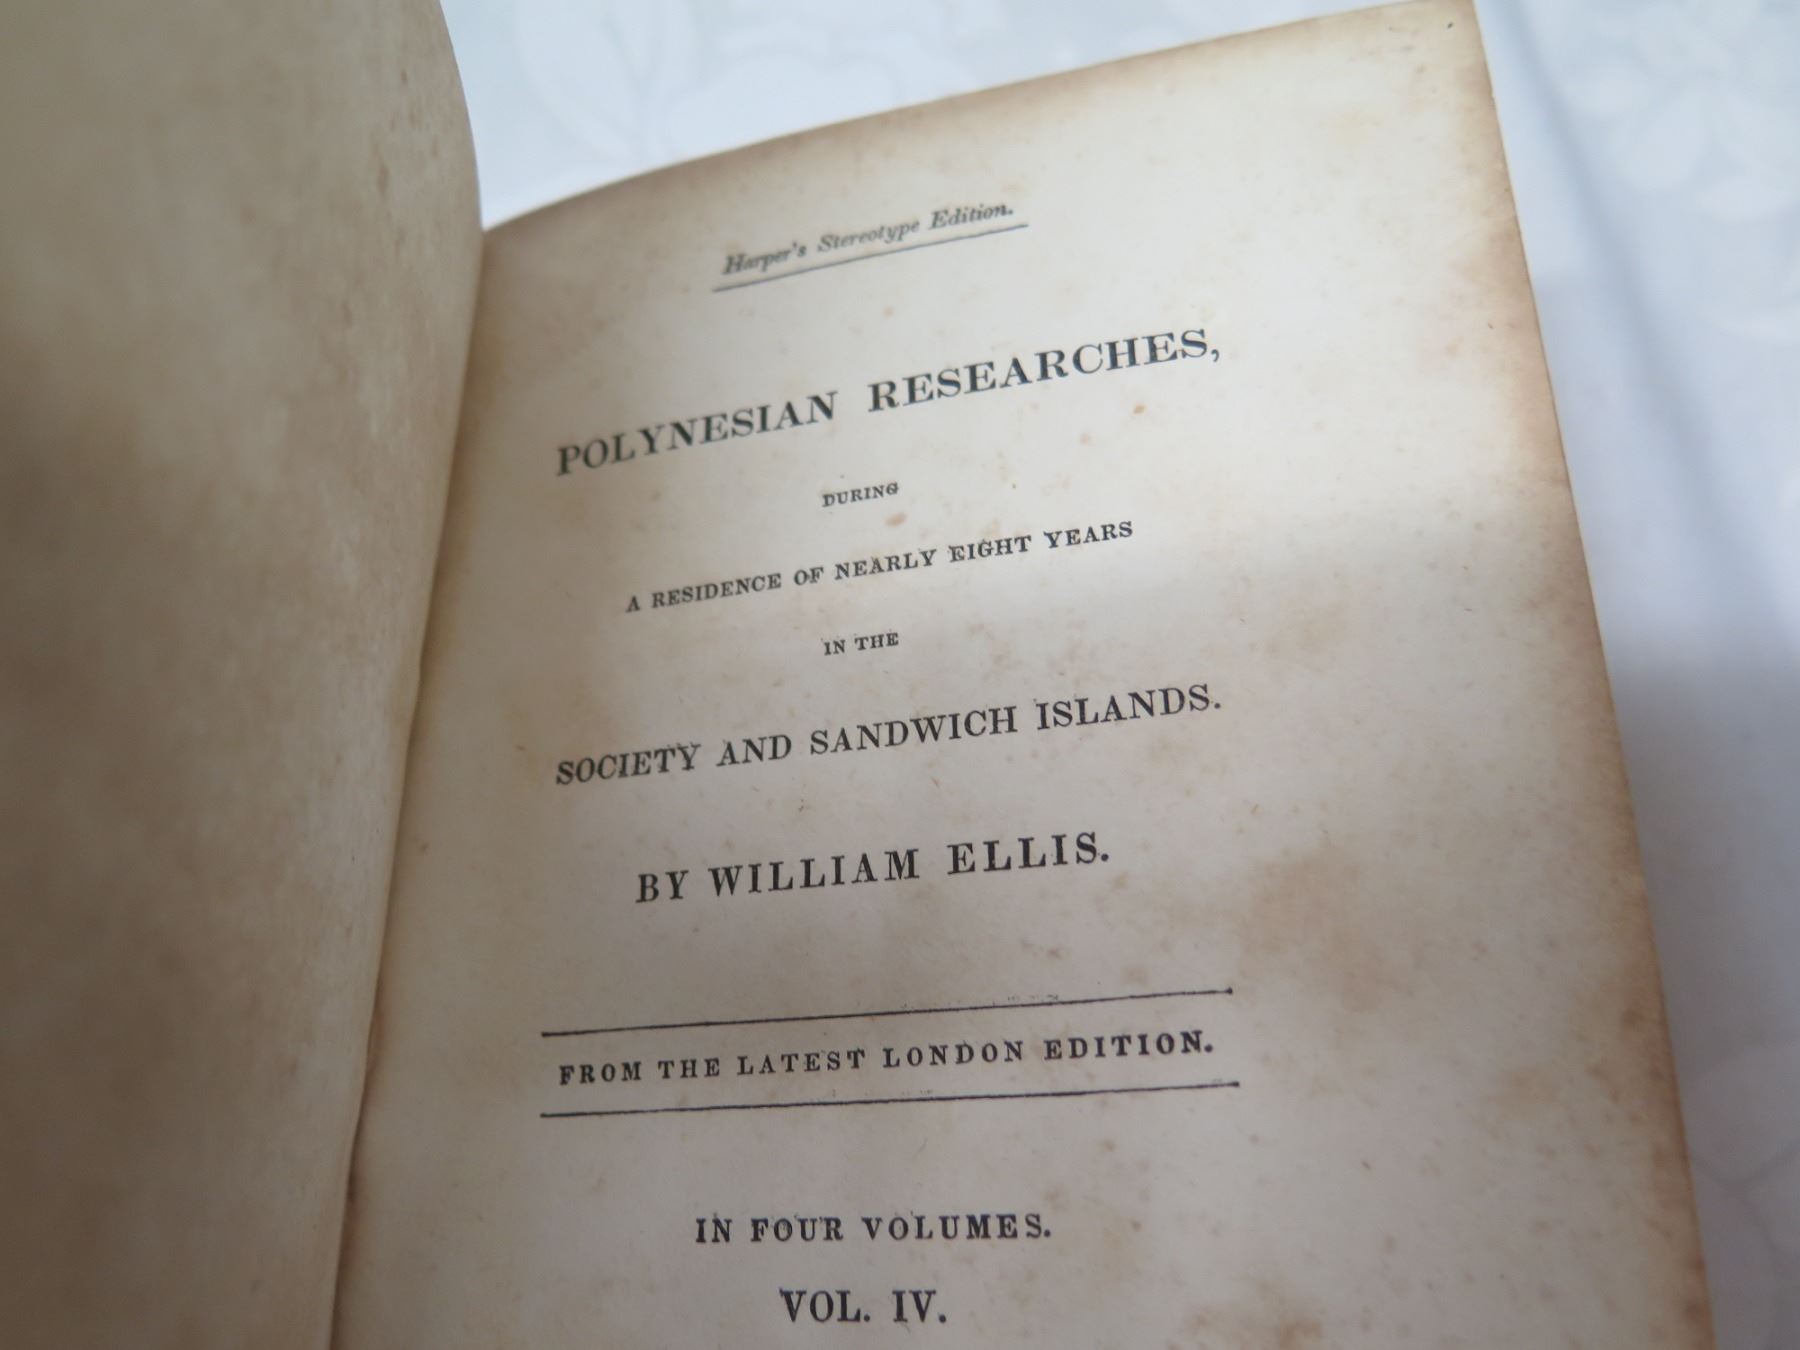 Harper's Stereotype Edition.
POLYNESIAN RESEARCHES,
DURING
A RESIDENCE OF NEARLY EIGHT YEARS
IN THE
SOCIETY AND SANDWICH ISLANDS.
BY WILLIAM ELLIS.
FROM THE LATEST LONDON EDITION.
IN FOUR VOLUMES.
VOL. IV.